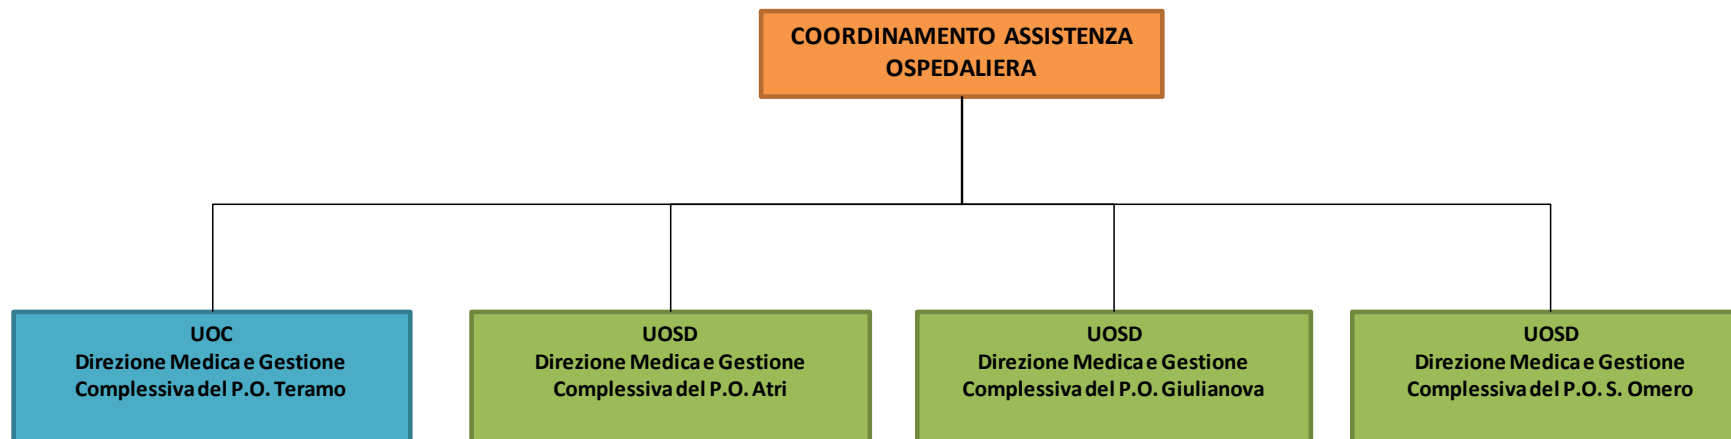 COORDINAMENTO ASSISTENZA
OSPEDALIERA
UOC
Direzione Medica e Gestione
Complessiva del P.O. Teramo
UOSD
Direzione Medica e Gestione
Complessiva del P.O. Atri
UOSD
Direzione Medica e Gestione
Complessiva del P.O. Giulianova
UOSD
Direzione Medica e Gestione
Complessiva del P.O. S. Omero